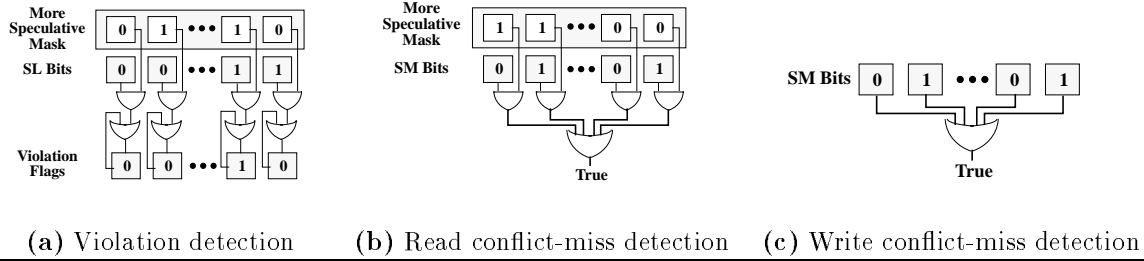 More
Speculative
Mask
0 1 ••• 1 0
SL Bits
0 0 ••• 1 1
Violation
Flags
0 0 ••• 1 0
(a) Violation detection
More
Speculative
Mask
1 1 ••• 0 0
SM Bits
0 1 ••• 0 1
True
(b) Read conflict-miss detection
SM Bits
0 1 ••• 0 1
True
(c) Write conflict-miss detection